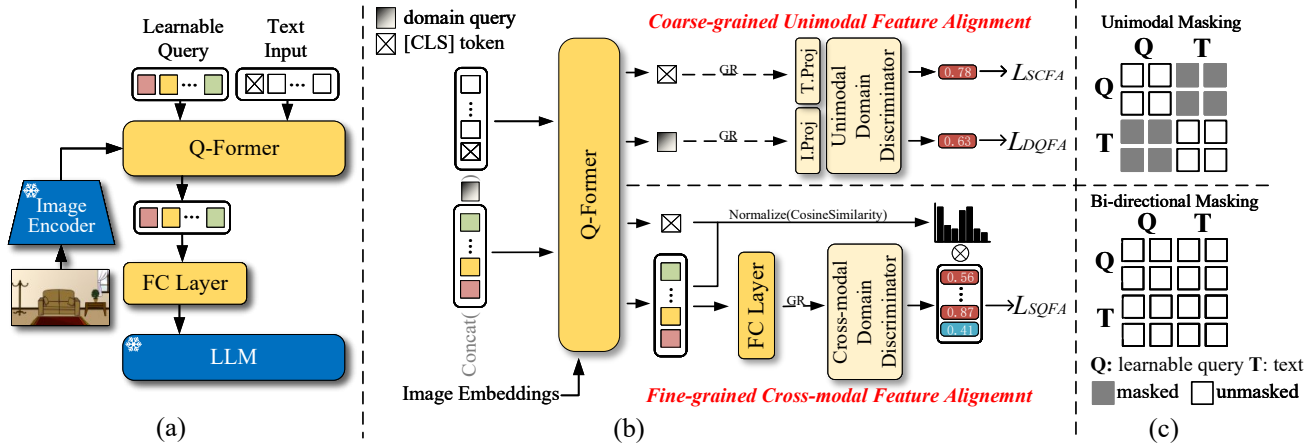 Learnable
Query
Text
Input
Q-Former
Image
Encoder
FC Layer
LLM
(a)
domain query
[CLS] token
Concat(
)
Q-Former
Image Embeddings
Coarse-grained Unimodal Feature Alignment
GR
T.Proj
GR
I.Proj
Unimodal
Domain
Discriminator
0.78
L_SCFA
0.63
L_DQFA
Normalize(CosineSimilarity)
FC Layer
GR
Cross-modal
Domain
Discriminator
0.56
0.87
0.41
L_SQFA
Fine-grained Cross-modal Feature Alignemnt
(b)
Unimodal Masking
Q T
Q
T
Bi-directional Masking
Q T
Q
T
Q: learnable query T: text
masked unmasked
(c)